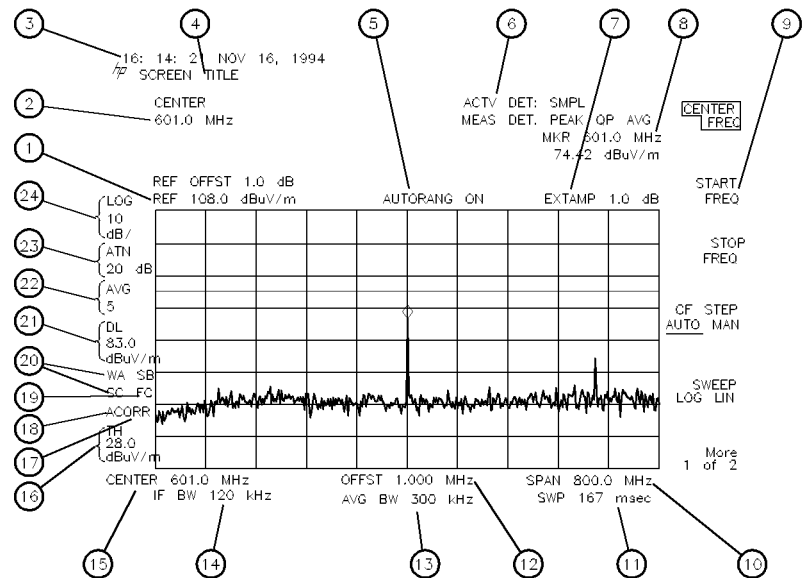 3 4 5 6 7 8 9
16: 14: 21 NOV 16, 1994
hp SCREEN TITLE
2 CENTER
601.0 MHz
ACTV DET: SMPL
MEAS DET. PEAK QP AVG
MKR 601.0 MHz
74.42 dBuV/m
CENTER
FREQ
1
REF OFFST 1.0 dB
REF 108.0 dBuV/m AUTORANG ON EXTAMP 1.0 dB
START
FREQ
24 LOG
10
dB/
23 ATN
20 dB
STOP
FREQ
22 AVG
5
21 DL
83.0
dBuV/m
CF STEP
AUTO MAN
20 WA SB
19 SC FC
18 ACORR
SWEEP
LOG LIN
17
16 TH
28.0
dBuV/m
More
1 of 2
CENTER 601.0 MHz OFFST 1.000 MHz SPAN 800.0 MHz
IF BW 120 kHz AVG BW 300 kHz SWP 167 msec
15 14 13 12 11 10